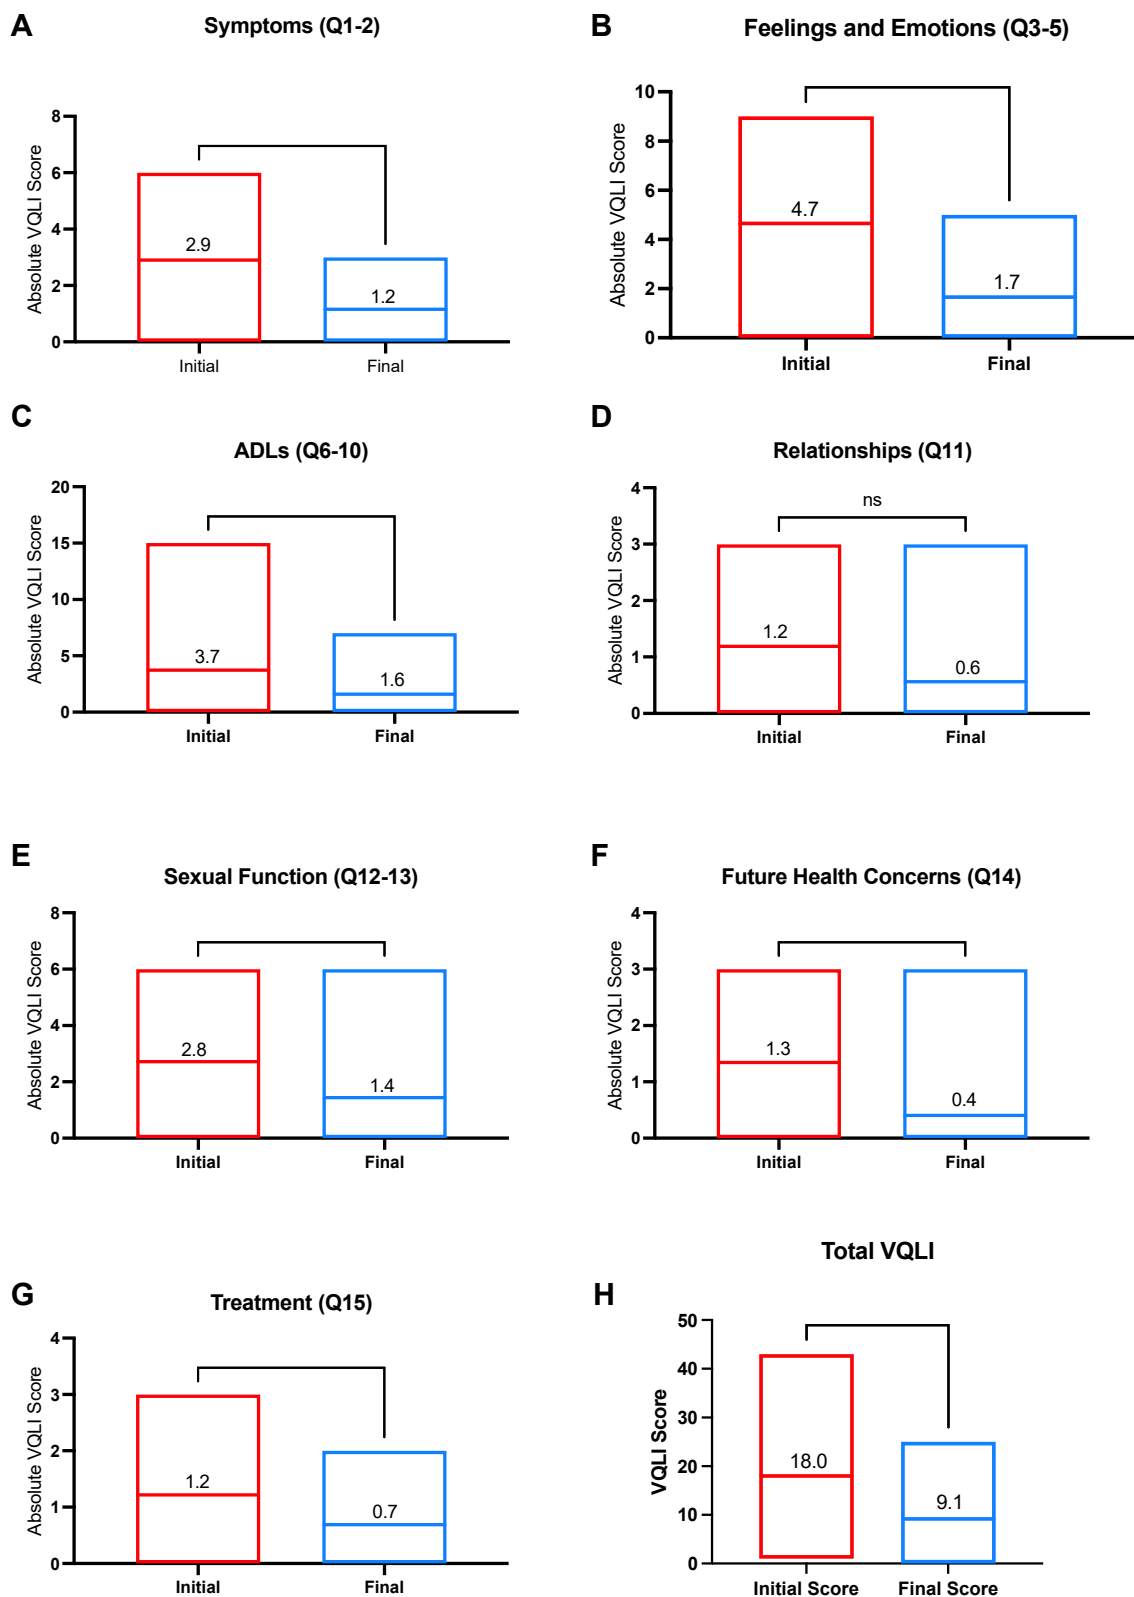 A
Symptoms (Q1-2)
Absolute VQLI Score
8
6
4
2
0
2.9
1.2
Initial
Final
B
Feelings and Emotions (Q3-5)
Absolute VQLI Score
10
8
6
4
2
0
4.7
1.7
Initial
Final
C
ADLs (Q6-10)
Absolute VQLI Score
20
15
10
5
0
3.7
1.6
Initial
Final
D
Relationships (Q11)
Absolute VQLI Score
4
3
2
1
0
ns
1.2
0.6
Initial
Final
E
Sexual Function (Q12-13)
Absolute VQLI Score
8
6
4
2
0
2.8
1.4
Initial
Final
F
Future Health Concerns (Q14)
Absolute VQLI Score
4
3
2
1
0
1.3
0.4
Initial
Final
G
Treatment (Q15)
Absolute VQLI Score
4
3
2
1
0
1.2
0.7
Initial
Final
H
Total VQLI
VQLI Score
50
40
30
20
10
0
18.0
9.1
Initial Score
Final Score